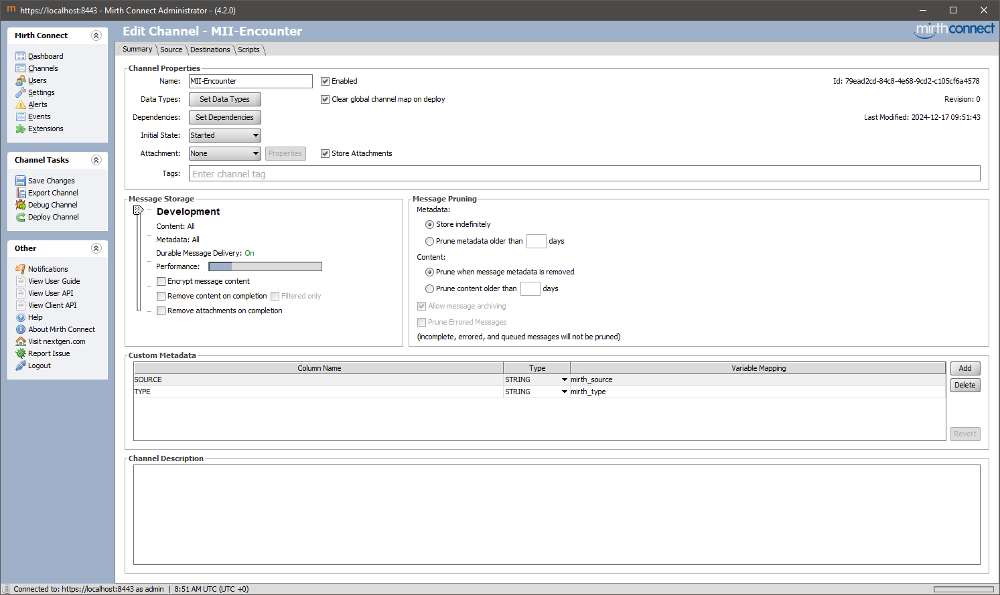 m https://localhost:8443 - Mirth Connect Administrator - (4.2.0)
Mirth Connect
Dashboard
Channels
Users
Settings
Alerts
Events
Extensions
Channel Tasks
Save Changes
Export Channel
Debug Channel
Deploy Channel
Other
Notifications
View User Guide
View User API
View Client API
Help
About Mirth Connect
Visit nextgen.com
Report Issue
Logout
Edit Channel - MII-Encounter
mirthconnect
Summary Source Destinations Scripts
Channel Properties
Name: MII-Encounter Enabled Id: 79ead2cd-84c8-4e68-9cd2-c105cf6a4578
Data Types: Set Data Types Clear global channel map on deploy Revision: 0
Dependencies: Set Dependencies Last Modified: 2024-12-17 09:51:43
Initial State: Started
Attachment: None Properties Store Attachments
Tags: Enter channel tag
Message Storage
Development
Content: All
Metadata: All
Durable Message Delivery: On
Performance:
Encrypt message content
Remove content on completion Filtered only
Remove attachments on completion
Message Pruning
Metadata:
Store indefinitely
Prune metadata older than days
Content:
Prune when message metadata is removed
Prune content older than days
Allow message archiving
Prune Errored Messages
(incomplete, errored, and queued messages will not be pruned)
Custom Metadata
Column Name Type Variable Mapping
SOURCE STRING mirth_source
TYPE STRING mirth_type
Add
Delete
Revert
Channel Description
Connected to: https://localhost:8443 as admin | 8:51 AM UTC (UTC +0)